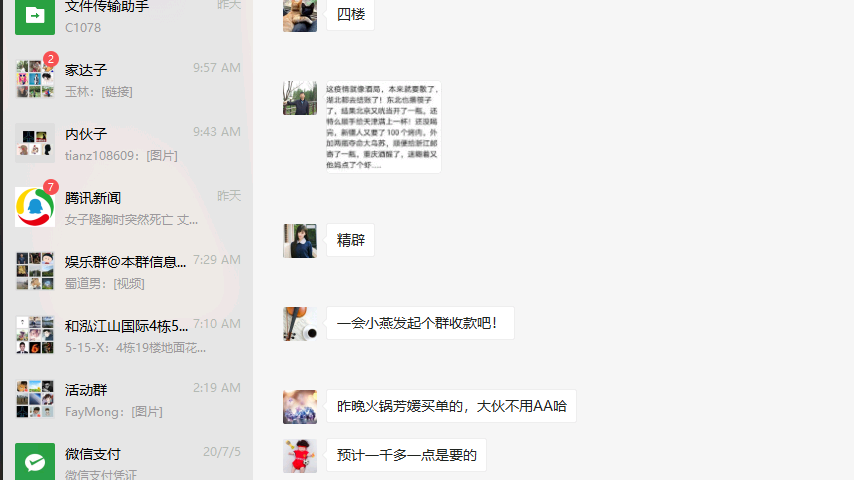 文件传输助手
昨天
C1078
2
家达子
9:57 AM
玉林：[链接]
内伙子
9:43 AM
tianz108609：[图片]
7
腾讯新闻
昨天
女子隆胸时突然死亡 丈...
娱乐群@本群信息...
7:29 AM
蜀道男：[视频]
和泓江山国际4栋5...
7:10 AM
5-15-X：4栋19楼地面花...
活动群
2:19 AM
FayMong：[图片]
微信支付
20/7/5
微信支付凭证
四楼
这疫情就像酒局，本来就要散了，
湖北都去结账了！东北也撂筷子
了，结果北京又吭当开了一瓶，还
特么顺手给天津满上一杯！还没喝
完，新疆人又要了 100 个烤肉，外
加两瓶夺命大乌苏，顺便给浙江邮
寄了一瓶，重庆酒醒了，迷糊着又
他妈点了个虾....
精辟
一会小燕发起个群收款吧！
昨晚火锅芳媛买单的，大伙不用AA哈
预计一千多一点是要的